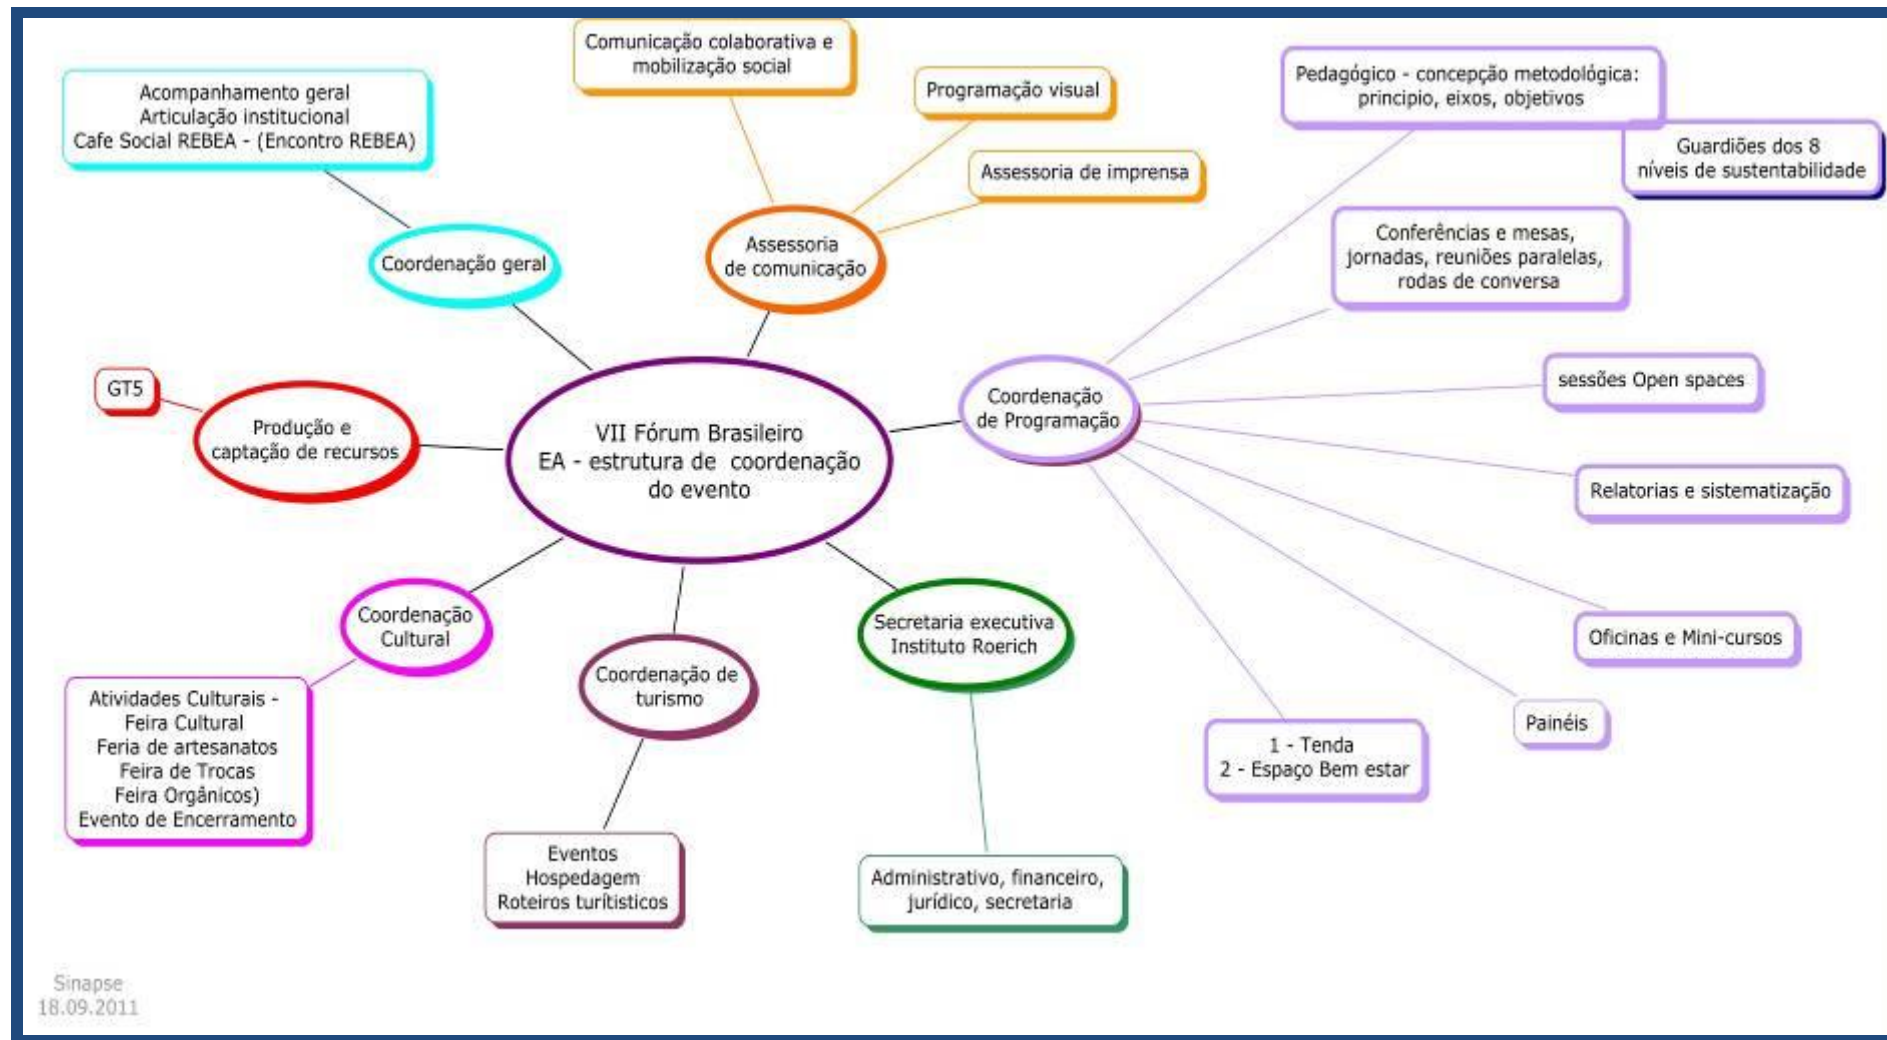 Comunicação colaborativa e
mobilização social
Programação visual
Assessoria de imprensa
Assessoria
de comunicação
Acompanhamento geral
Articulação institucional
Cafe Social REBEA - (Encontro REBEA)
Coordenação geral
Pedagógico - concepção metodológica:
principio, eixos, objetivos
Guardiões dos 8
níveis de sustentabilidade
Conferências e mesas,
jornadas, reuniões paralelas,
rodas de conversa
sessões Open spaces
Coordenação
de Programação
Relatorias e sistematização
Oficinas e Mini-cursos
Painéis
1 - Tenda
2 - Espaço Bem estar
GT5
Produção e
captação de recursos
VII Fórum Brasileiro
EA - estrutura de  coordenação
do evento
Coordenação
Cultural
Atividades Culturais -
Feira Cultural
Feria de artesanatos
Feira de Trocas
Feira Orgânicos)
Evento de Encerramento
Coordenação de
turismo
Eventos
Hospedagem
Roteiros turítisticos
Secretaria executiva
Instituto Roerich
Administrativo, financeiro,
jurídico, secretaria
Sinapse
18.09.2011